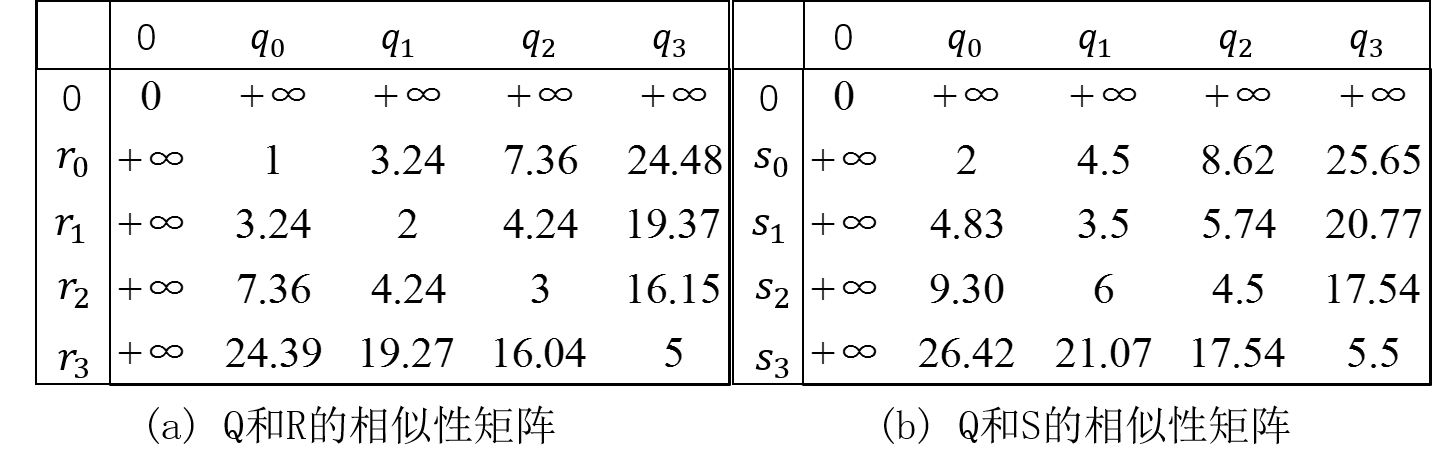 0 q₀ q₁ q₂ q₃ 0 q₀ q₁ q₂ q₃
0 0 +∞ +∞ +∞ +∞ 0 0 +∞ +∞ +∞ +∞
r₀ +∞ 1 3.24 7.36 24.48 s₀ +∞ 2 4.5 8.62 25.65
r₁ +∞ 3.24 2 4.24 19.37 s₁ +∞ 4.83 3.5 5.74 20.77
r₂ +∞ 7.36 4.24 3 16.15 s₂ +∞ 9.30 6 4.5 17.54
r₃ +∞ 24.39 19.27 16.04 5 s₃ +∞ 26.42 21.07 17.54 5.5
(a) Q和R的相似性矩阵 (b) Q和S的相似性矩阵